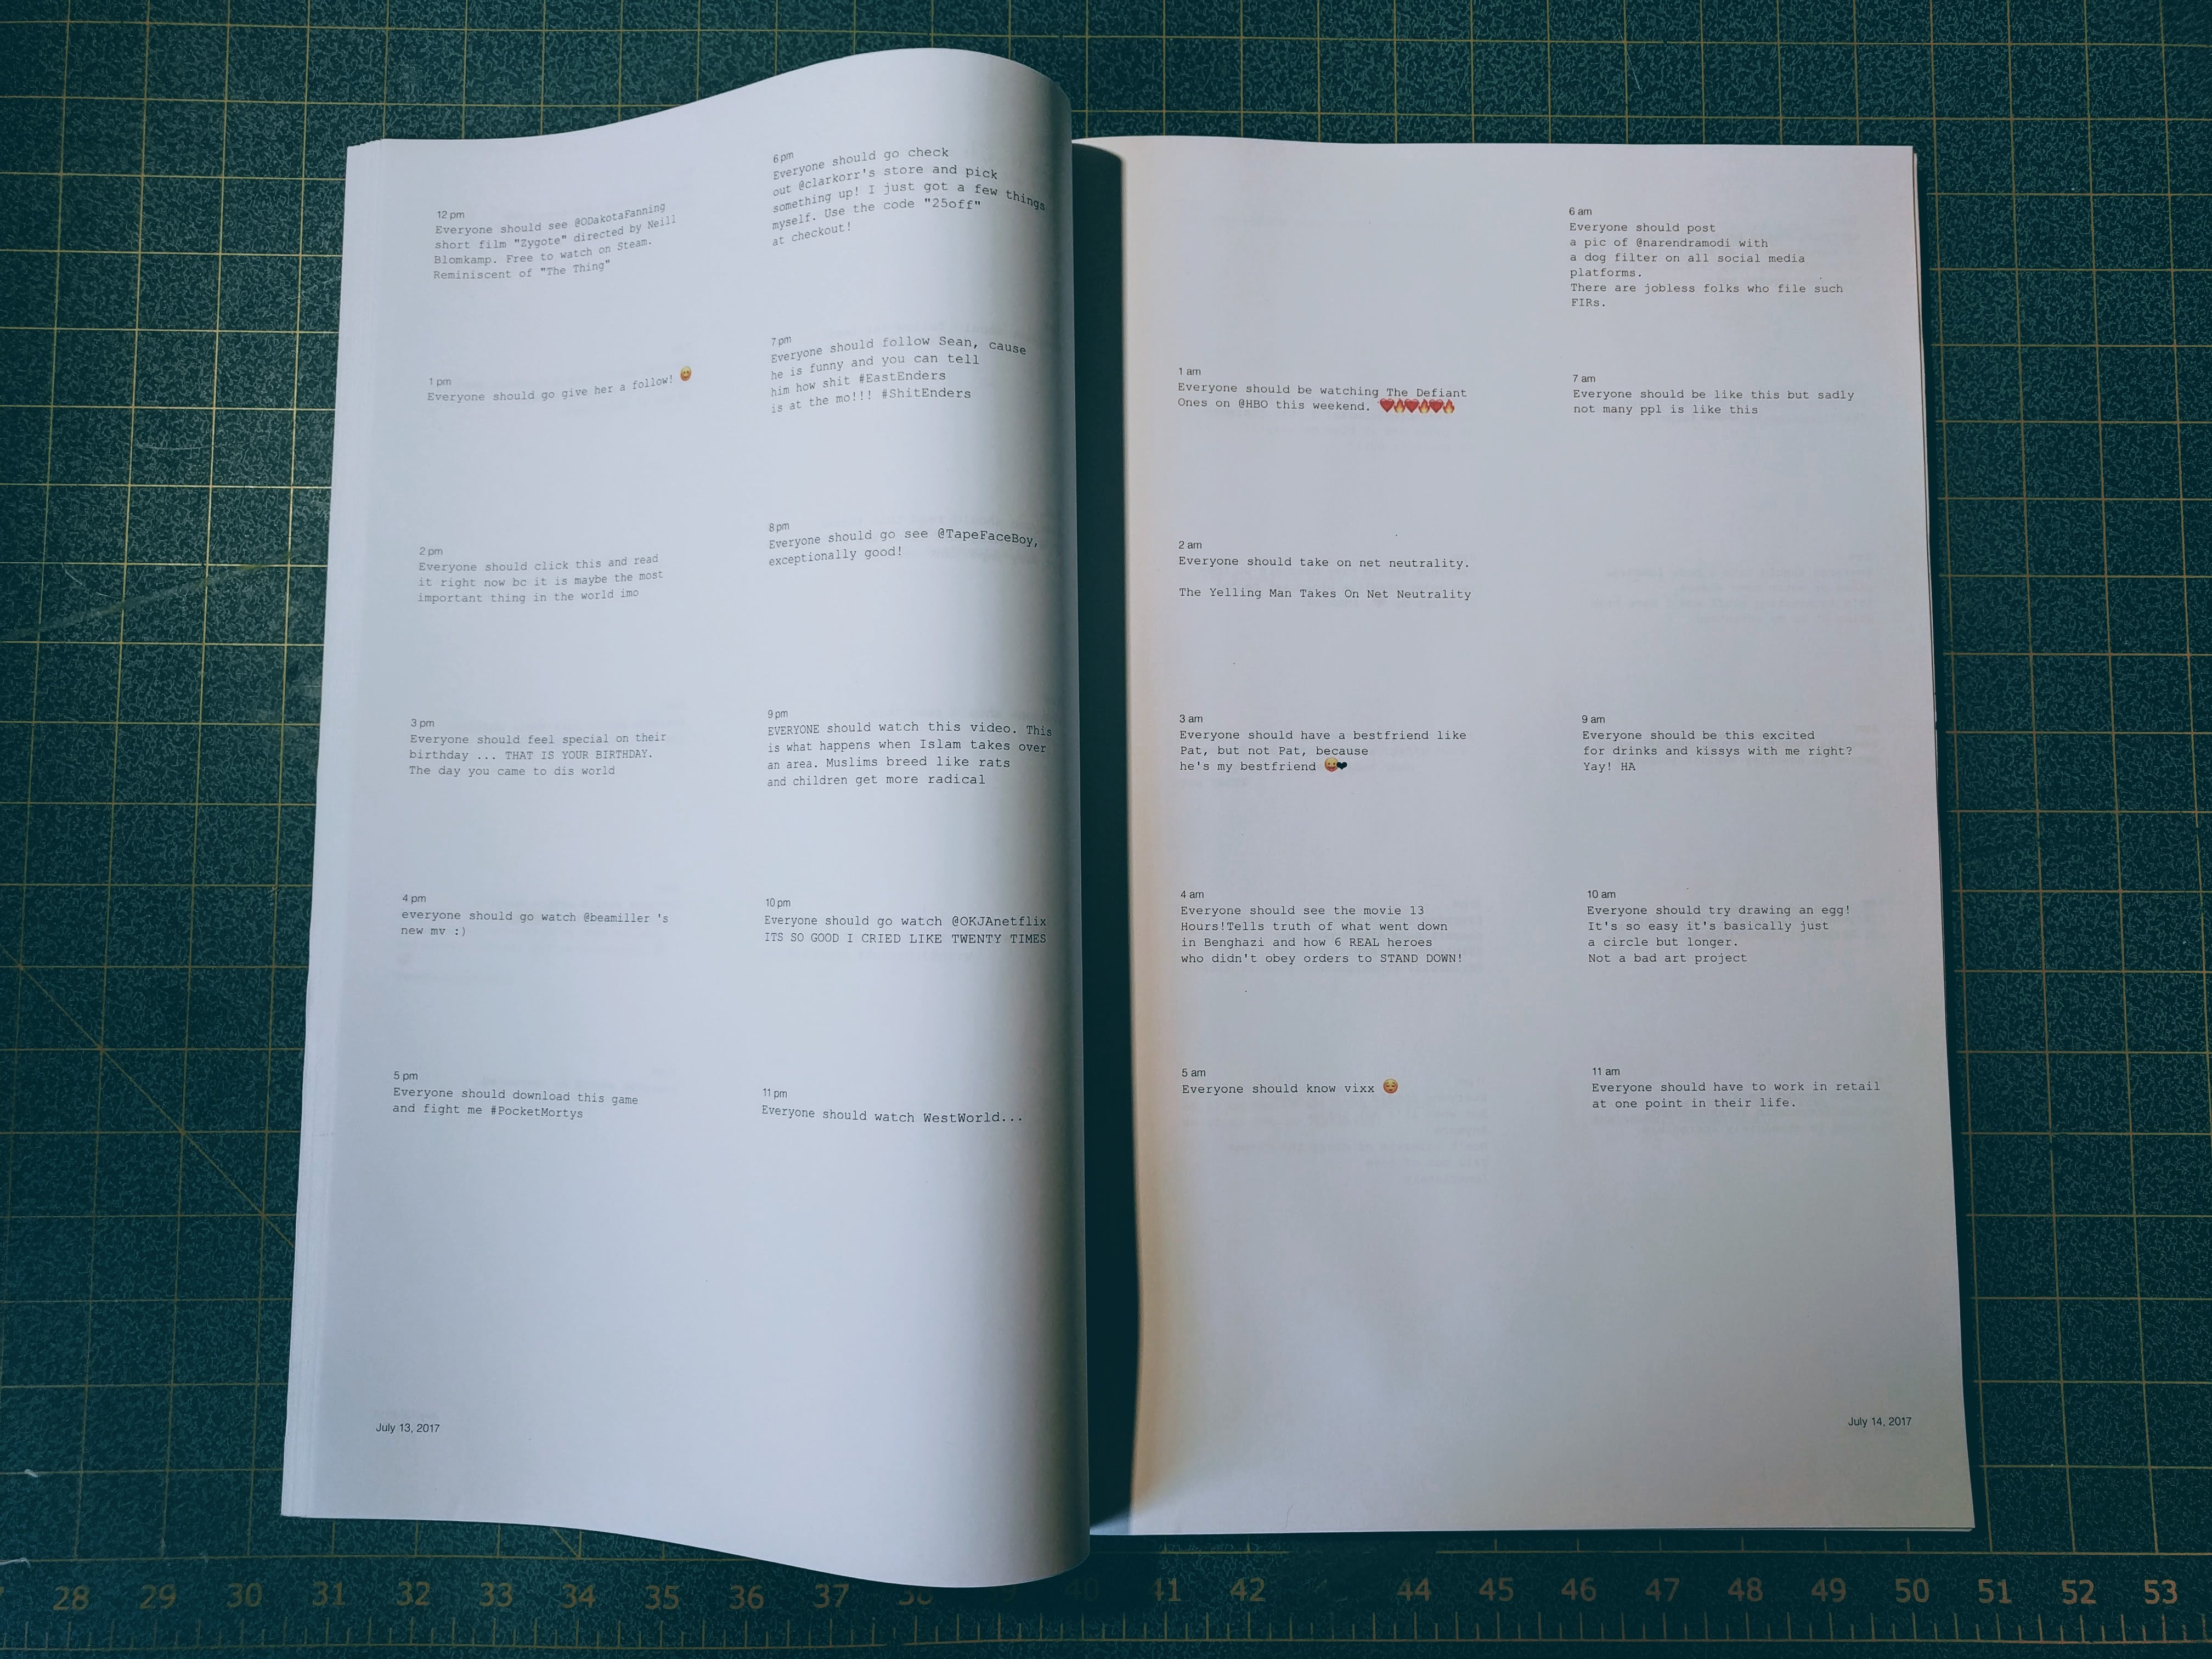 12 pm
Everyone should see @ODakotaFanning
short film "Zygote" directed by Neill
Blomkamp. Free to watch on Steam.
Reminiscent of "The Thing"
1 pm
Everyone should go give her a follow! 😄
2 pm
Everyone should click this and read
it right now bc it is maybe the most
important thing in the world imo
3 pm
Everyone should feel special on their
birthday ... THAT IS YOUR BIRTHDAY.
The day you came to dis world
4 pm
everyone should go watch @beamiller 's
new mv :)
5 pm
Everyone should download this game
and fight me #PocketMortys
6 pm
Everyone should go check
out @clarkorr's store and pick
something up! I just got a few things
myself. Use the code "25off"
at checkout!
7 pm
Everyone should follow Sean, cause
he is funny and you can tell
him how shit #EastEnders
is at the mo!!! #ShitEnders
8 pm
Everyone should go see @TapeFaceBoy,
exceptionally good!
9 pm
EVERYONE should watch this video. This
is what happens when Islam takes over
an area. Muslims breed like rats
and children get more radical
10 pm
Everyone should go watch @OKJAnetflix
ITS SO GOOD I CRIED LIKE TWENTY TIMES
11 pm
Everyone should watch WestWorld...
July 13, 2017
1 am
Everyone should be watching The Defiant
Ones on @HBO this weekend. ❤🔥❤🔥❤🔥
2 am
Everyone should take on net neutrality.
The Yelling Man Takes On Net Neutrality
3 am
Everyone should have a bestfriend like
Pat, but not Pat, because
he's my bestfriend 😄❤
4 am
Everyone should see the movie 13
Hours!Tells truth of what went down
in Benghazi and how 6 REAL heroes
who didn't obey orders to STAND DOWN!
5 am
Everyone should know vixx 😌
6 am
Everyone should post
a pic of @narendramodi with
a dog filter on all social media
platforms.
There are jobless folks who file such
FIRs.
7 am
Everyone should be like this but sadly
not many ppl is like this
9 am
Everyone should be this excited
for drinks and kissys with me right?
Yay! HA
10 am
Everyone should try drawing an egg!
It's so easy it's basically just
a circle but longer.
Not a bad art project
11 am
Everyone should have to work in retail
at one point in their life.
July 14, 2017
28 29 30 31 32 33 34 35 36 37 40 41 42 44 45 46 47 48 49 50 51 52 53